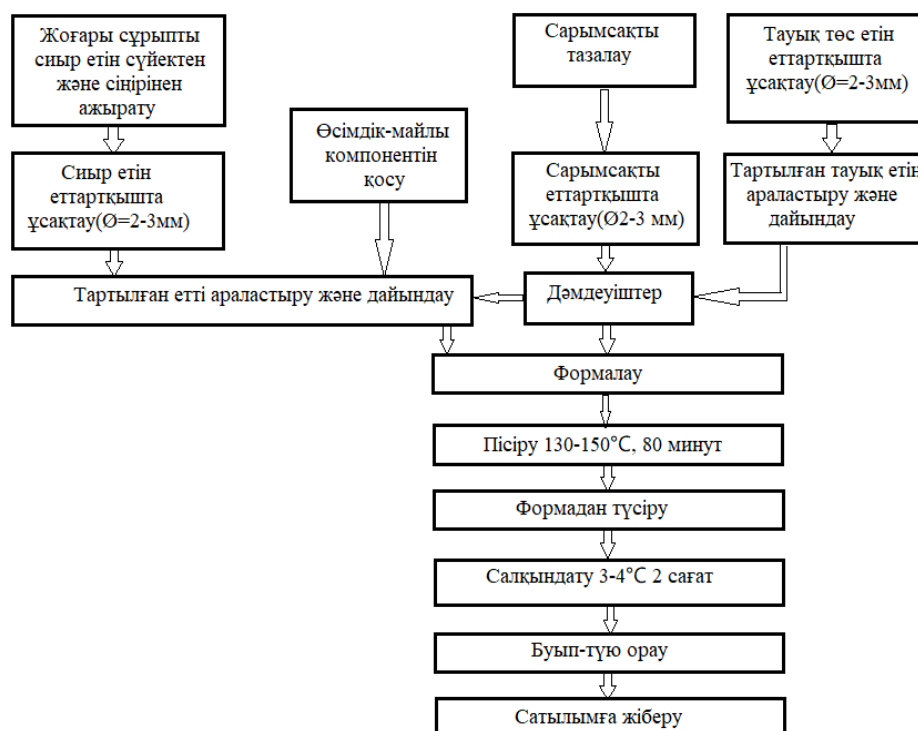 Жоғары сұрыпты
сиыр етін сүйектен
және сіңірінен
ажырату
Сарымсақты
тазалау
Тауық төс етін
еттартқышта
ұсақтау(Ø=2-3мм)
Өсімдік-майлы
компонентін
қосу
Сиыр етін
еттартқышта
ұсақтау(Ø=2-3мм)
Сарымсақты
еттартқышта
ұсақтау(Ø2-3 мм)
Тартылған тауық етін
араластыру және
дайындау
Тартылған етті араластыру және дайындау
Дәмдеуіштер
Формалау
Пісіру 130-150°С, 80 минут
Формадан түсіру
Салқындату 3-4°С 2 сағат
Буып-түю орау
Сатылымға жіберу